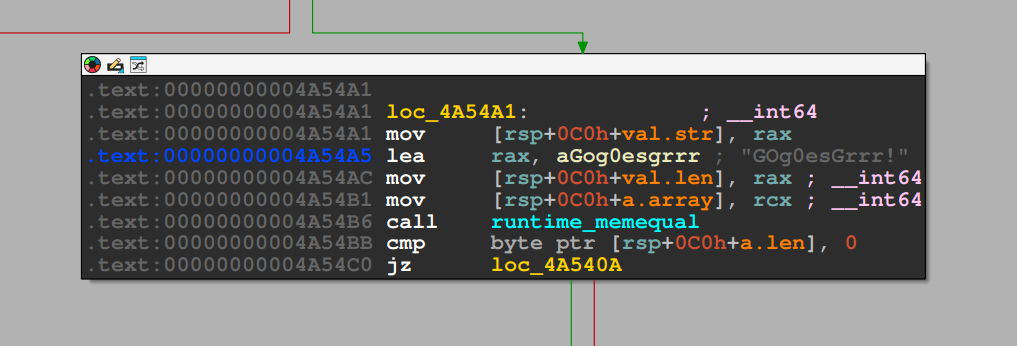 .text:00000000004A54A1
.text:00000000004A54A1 loc_4A54A1: ; __int64
.text:00000000004A54A1 mov [rsp+0C0h+val.str], rax
.text:00000000004A54A5 lea rax, aGog0esgrrr ; "GOg0esGrrr!"
.text:00000000004A54AC mov [rsp+0C0h+val.len], rax ; __int64
.text:00000000004A54B1 mov [rsp+0C0h+a.array], rcx ; __int64
.text:00000000004A54B6 call runtime_memequal
.text:00000000004A54BB cmp byte ptr [rsp+0C0h+a.len], 0
.text:00000000004A54C0 jz loc_4A540A